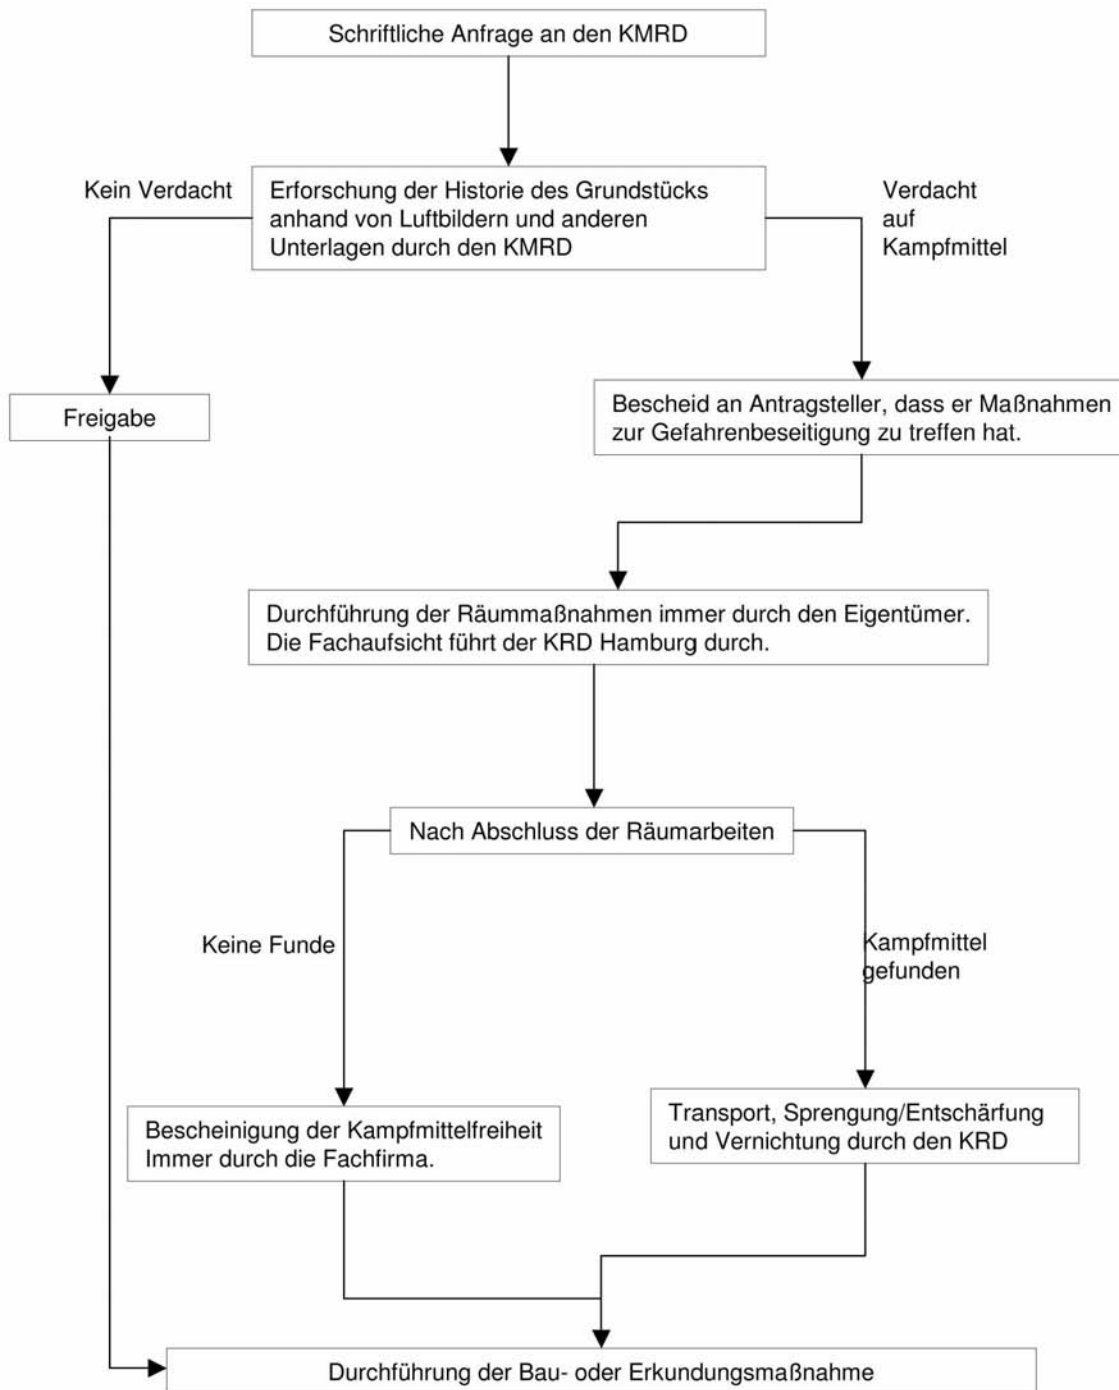 Schriftliche Anfrage an den KMRD
Kein Verdacht
Erforschung der Historie des Grundstücks
anhand von Luftbildern und anderen
Unterlagen durch den KMRD
Verdacht
auf
Kampfmittel
Freigabe
Bescheid an Antragsteller, dass er Maßnahmen
zur Gefahrenbeseitigung zu treffen hat.
Durchführung der Räummaßnahmen immer durch den Eigentümer.
Die Fachaufsicht führt der KRD Hamburg durch.
Nach Abschluss der Räumarbeiten
Keine Funde
Kampfmittel
gefunden
Bescheinigung der Kampfmittelfreiheit
Immer durch die Fachfirma.
Transport, Sprengung/Entschärfung
und Vernichtung durch den KRD
Durchführung der Bau- oder Erkundungsmaßnahme